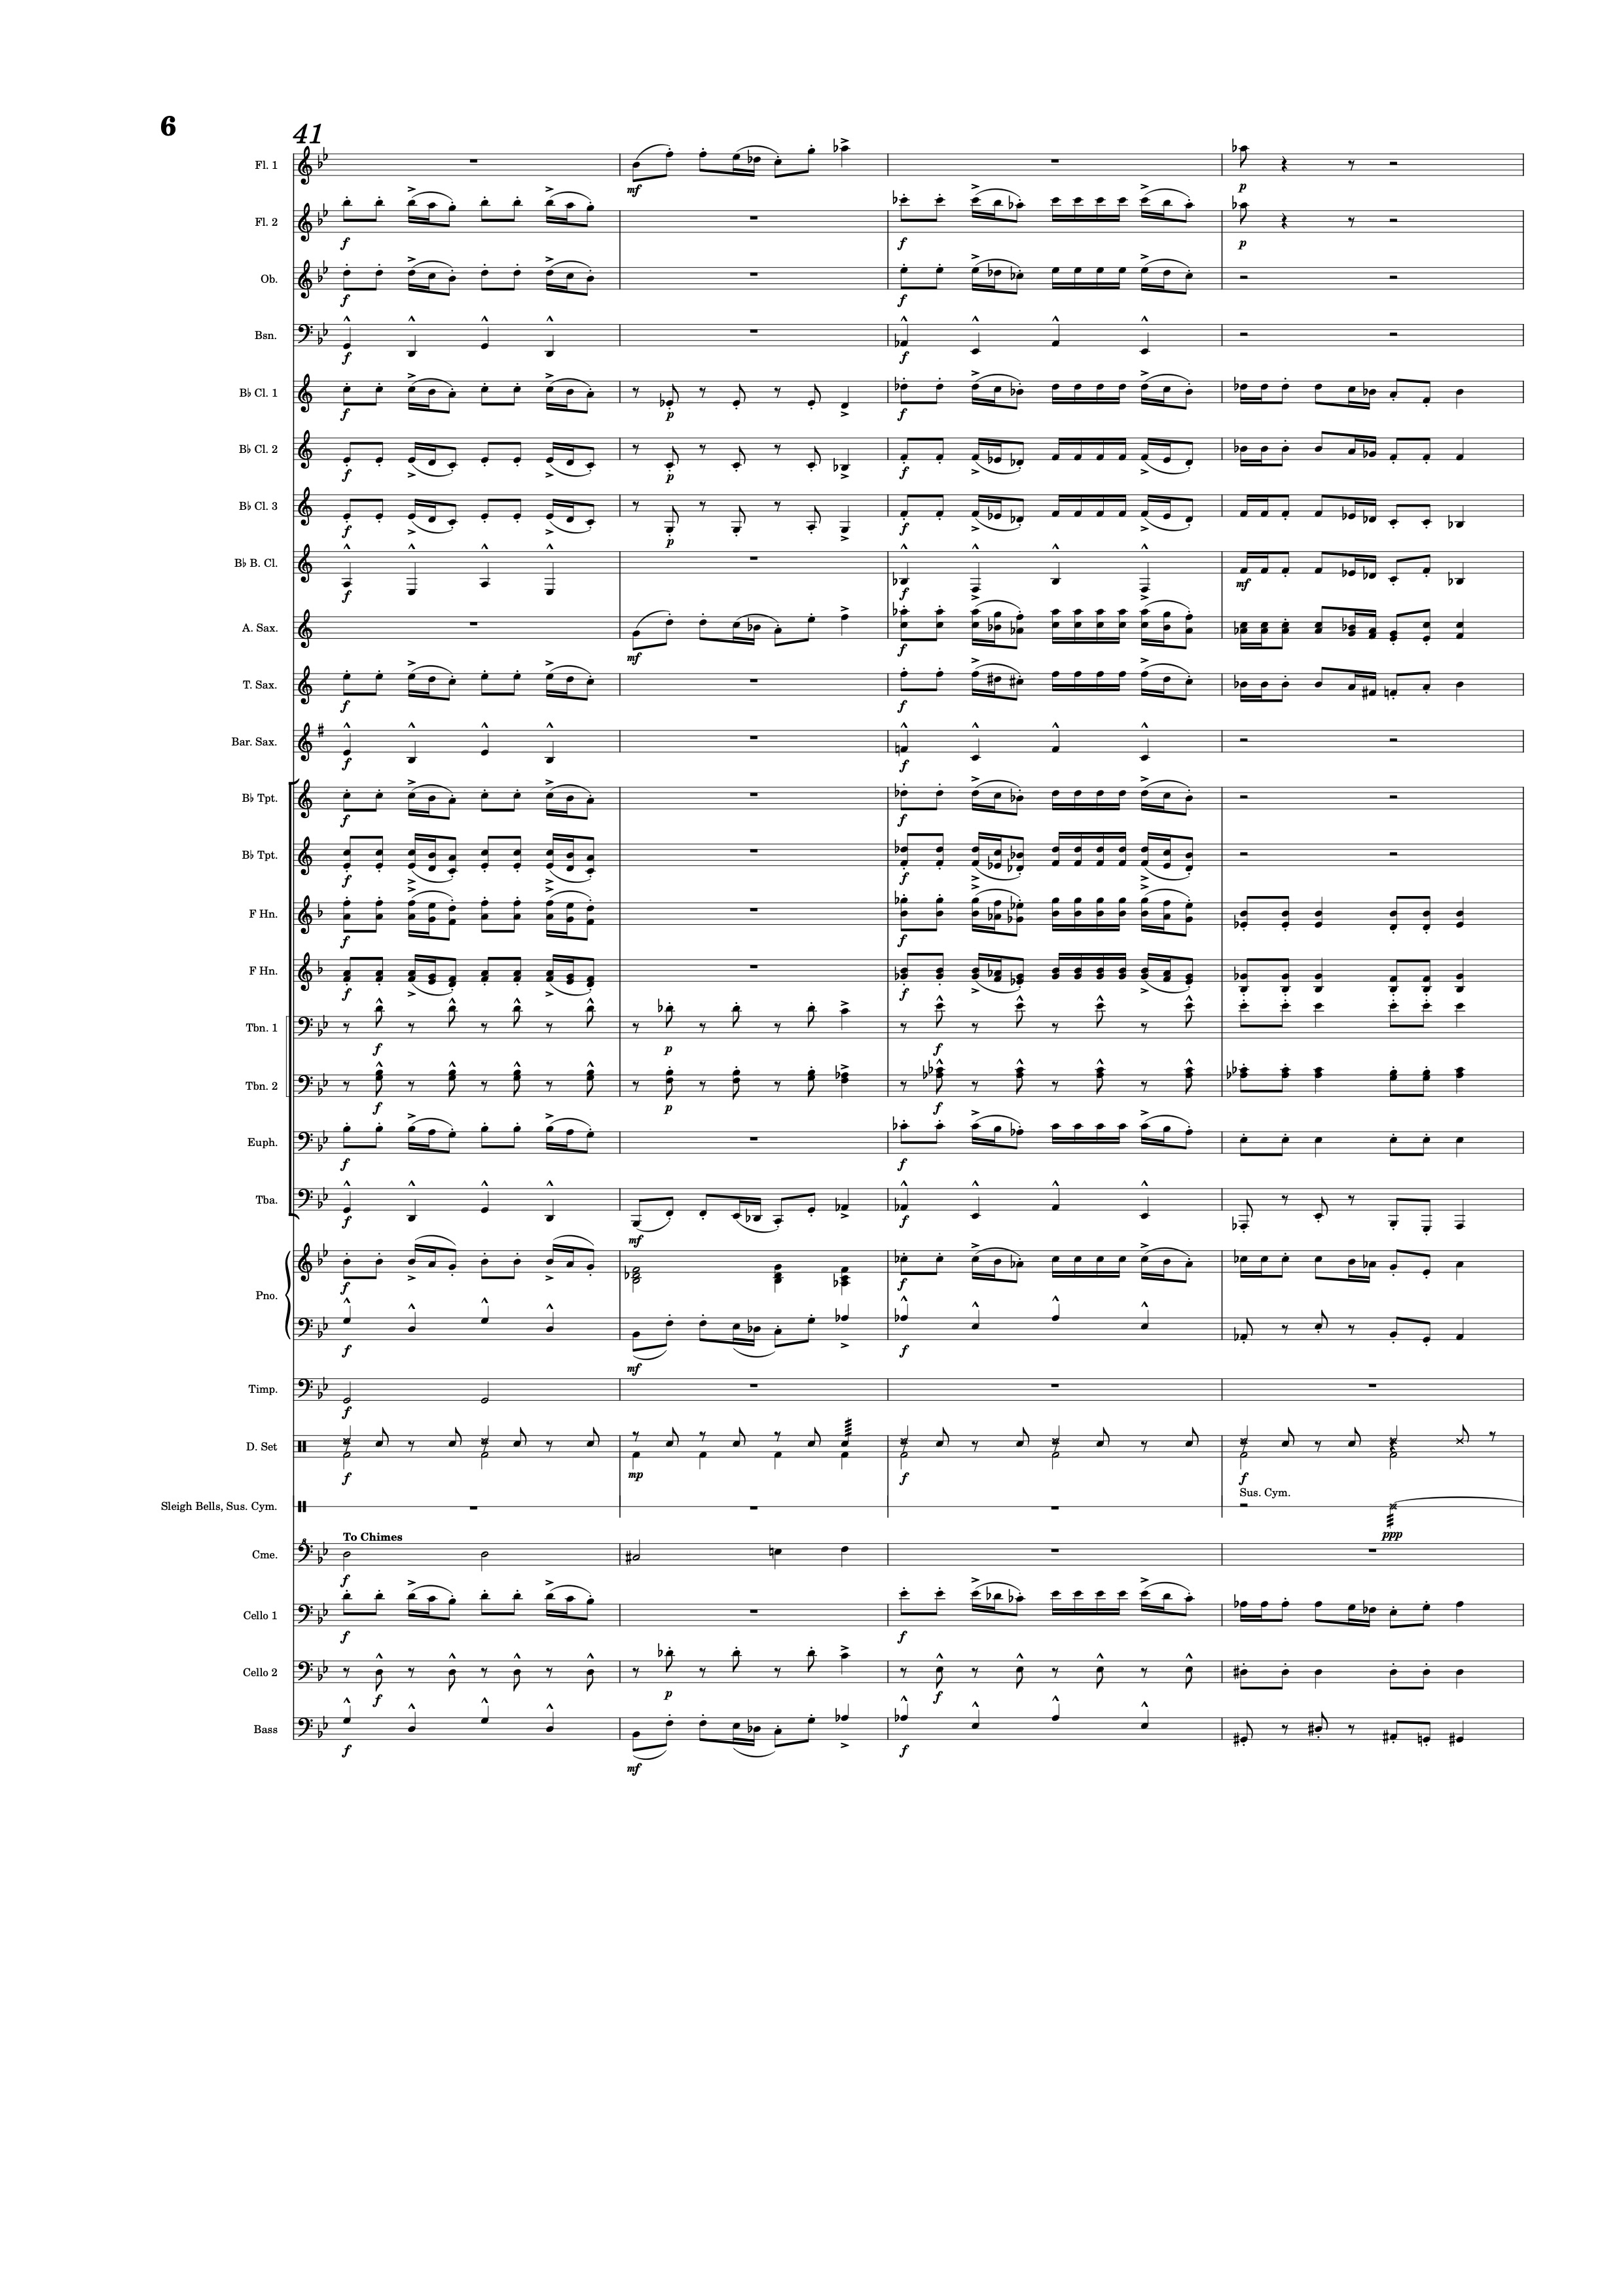 6
41
Fl. 1
mf
p
Fl. 2
f
f
p
Ob.
f
f
Bsn.
f
f
B♭ Cl. 1
f
p
f
B♭ Cl. 2
f
p
f
B♭ Cl. 3
f
p
f
B♭ B. Cl.
f
f
mf
A. Sax.
mf
f
T. Sax.
f
f
Bar. Sax.
f
f
B♭ Tpt.
f
f
B♭ Tpt.
f
f
F Hn.
f
f
F Hn.
f
f
Tbn. 1
f
p
f
Tbn. 2
f
p
f
Euph.
f
f
Tba.
f
mf
f
Pno.
f
f
f
mf
f
Timp.
f
D. Set
f
mp
f
f
Sleigh Bells, Sus. Cym.
Sus. Cym.
ppp
To Chimes
Cme.
f
Cello 1
f
f
Cello 2
f
p
f
Bass
f
mf
f